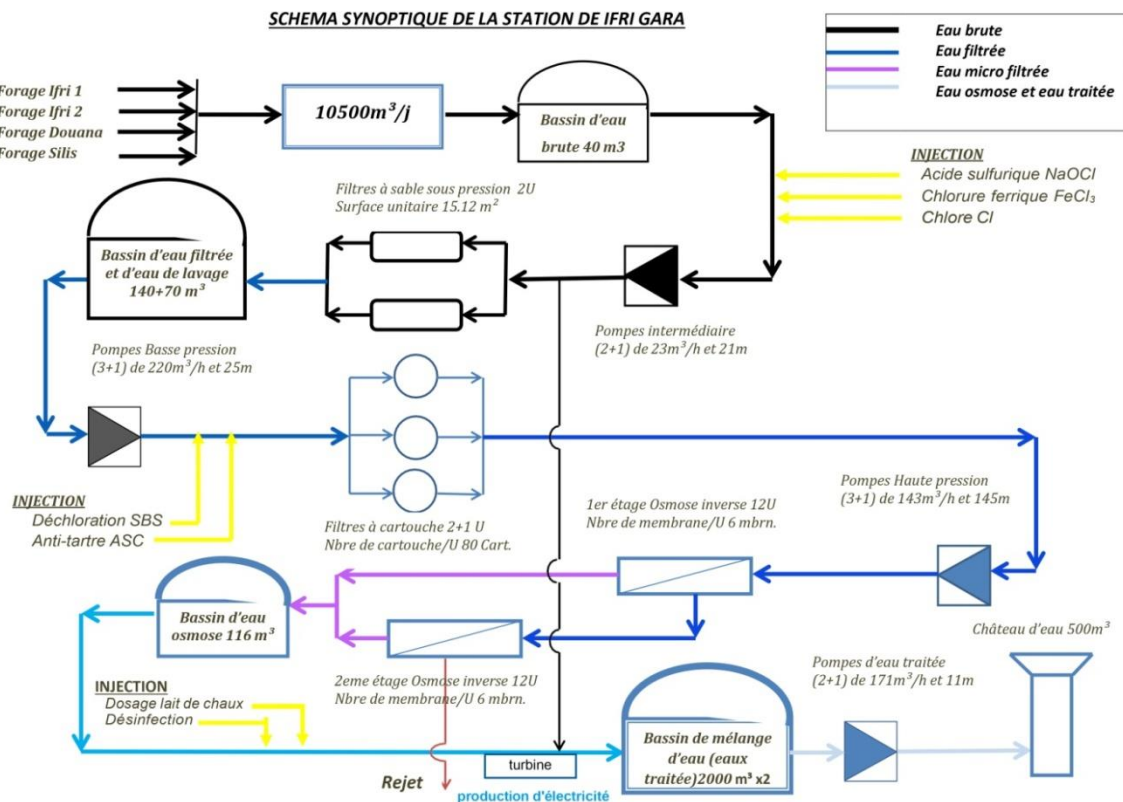 SCHEMA SYNOPTIQUE DE LA STATION DE IFRI GARA
Eau brute
Eau filtrée
Eau micro filtrée
Eau osmose et eau traitée
Forage Ifri 1
Forage Ifri 2
Forage Douana
Forage Silis
10500m³/j
Bassin d'eau
brute 40 m3
INJECTION
Acide sulfurique NaOCl
Chlorure ferrique FeCl₃
Chlore Cl
Filtres à sable sous pression 2U
Surface unitaire 15.12 m²
Bassin d'eau filtrée
et d'eau de lavage
140+70 m³
Pompes intermédiaire
(2+1) de 23m³/h et 21m
Pompes Basse pression
(3+1) de 220m³/h et 25m
INJECTION
Déchloration SBS
Anti-tartre ASC
Filtres à cartouche 2+1 U
Nbre de cartouche/U 80 Cart.
1er étage Osmose inverse 12U
Nbre de membrane/U 6 mbrn.
Pompes Haute pression
(3+1) de 143m³/h et 145m
Bassin d'eau
osmose 116 m³
2eme étage Osmose inverse 12U
Nbre de membrane/U 6 mbrn.
Château d'eau 500m³
Pompes d'eau traitée
(2+1) de 171m³/h et 11m
INJECTION
Dosage lait de chaux
Désinfection
Bassin de mélange
d'eau (eaux
traitée)2000 m³ x2
turbine
Rejet
production d'électricité